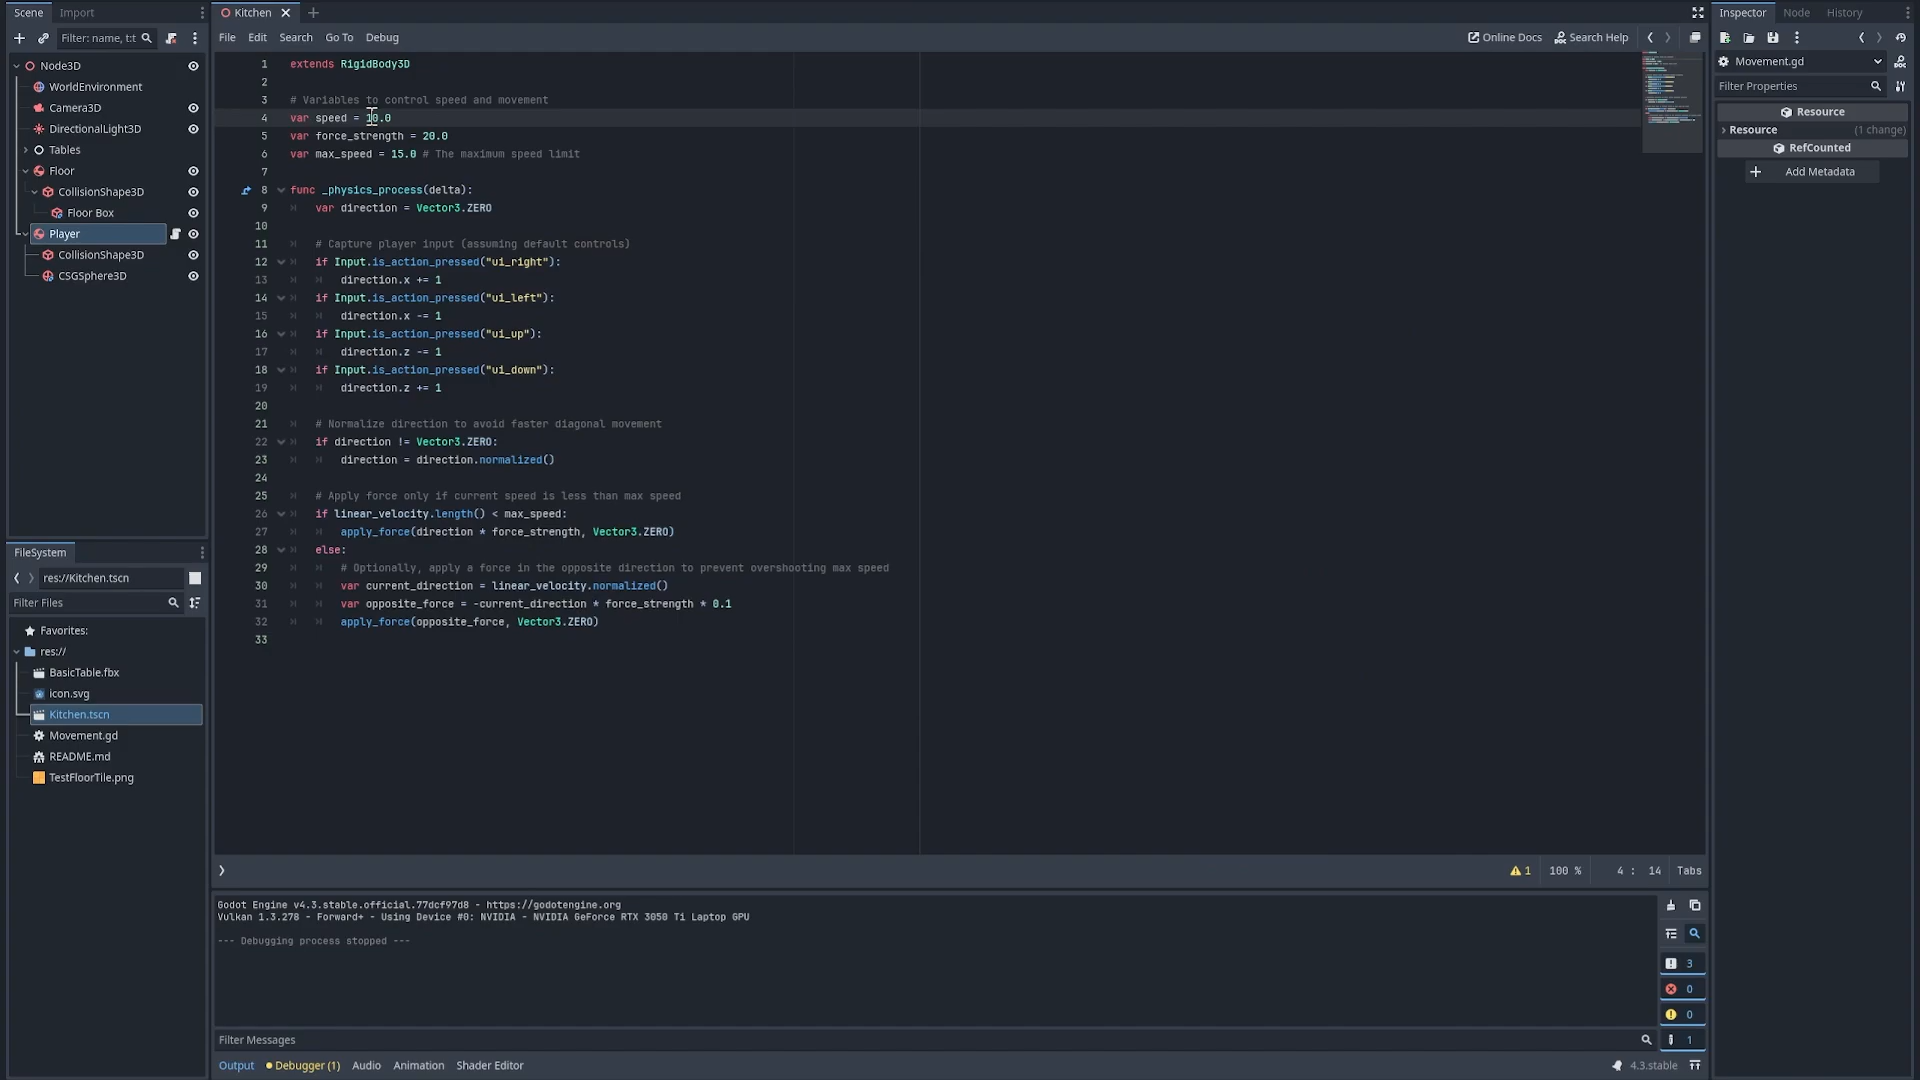 Scene
Import
Filter: name, t:t
Node3D
WorldEnvironment
Camera3D
DirectionalLight3D
Tables
Floor
CollisionShape3D
Floor Box
Player
CollisionShape3D
CSGSphere3D
FileSystem
res://Kitchen.tscn
Filter Files
Favorites:
res://
BasicTable.fbx
icon.svg
Kitchen.tscn
Movement.gd
README.md
TestFloorTile.png
Kitchen
File Edit Search Go To Debug
Online Docs Search Help
1 extends RigidBody3D
2
3 # Variables to control speed and movement
4 var speed = 10.0
5 var force_strength = 20.0
6 var max_speed = 15.0 # The maximum speed limit
7
8 func _physics_process(delta):
9 var direction = Vector3.ZERO
10
11 # Capture player input (assuming default controls)
12 if Input.is_action_pressed("ui_right"):
13 direction.x += 1
14 if Input.is_action_pressed("ui_left"):
15 direction.x -= 1
16 if Input.is_action_pressed("ui_up"):
17 direction.z -= 1
18 if Input.is_action_pressed("ui_down"):
19 direction.z += 1
20
21 # Normalize direction to avoid faster diagonal movement
22 if direction != Vector3.ZERO:
23 direction = direction.normalized()
24
25 # Apply force only if current speed is less than max speed
26 if linear_velocity.length() < max_speed:
27 apply_force(direction * force_strength, Vector3.ZERO)
28 else:
29 # Optionally, apply a force in the opposite direction to prevent overshooting max speed
30 var current_direction = linear_velocity.normalized()
31 var opposite_force = -current_direction * force_strength * 0.1
32 apply_force(opposite_force, Vector3.ZERO)
33
1 100 % 4 : 14 Tabs
Godot Engine v4.3.stable.official.77dcf97d8 - https://godotengine.org
Vulkan 1.3.278 - Forward+ - Using Device #0: NVIDIA - NVIDIA GeForce RTX 3050 Ti Laptop GPU
--- Debugging process stopped ---
3
0
0
1
Filter Messages
Output Debugger (1) Audio Animation Shader Editor
4.3.stable
Inspector Node History
Movement.gd
Filter Properties
Resource
Resource (1 change)
RefCounted
Add Metadata